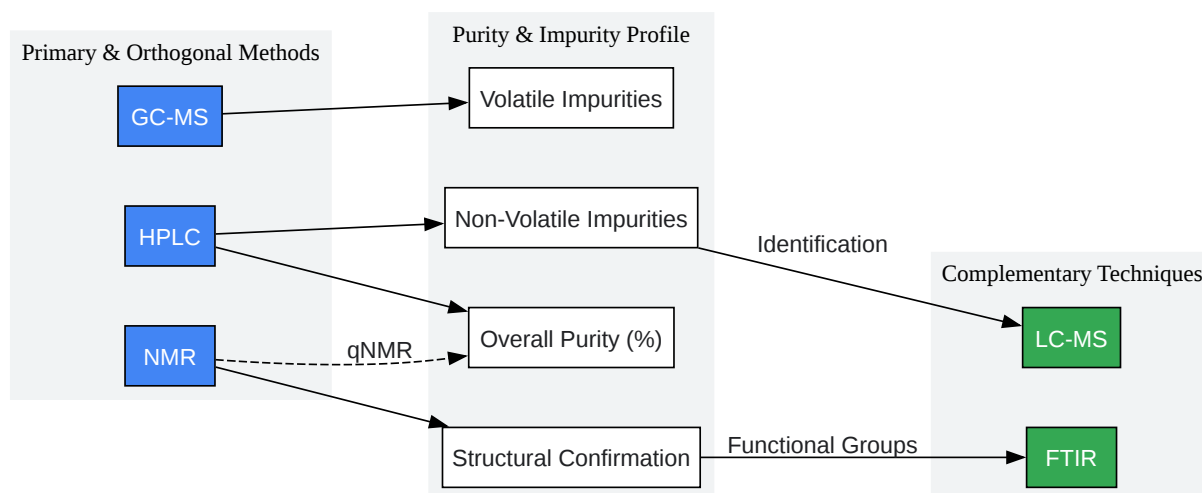 Primary & Orthogonal Methods
GC-MS
HPLC
NMR
qNMR
Purity & Impurity Profile
Volatile Impurities
Non-Volatile Impurities
Overall Purity (%)
Structural Confirmation
Identification
Functional Groups
Complementary Techniques
LC-MS
FTIR